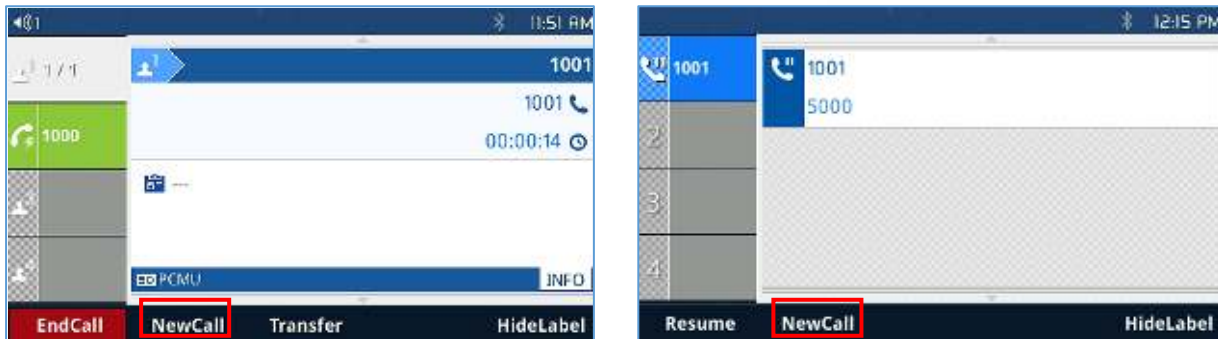 1 11:51 AM
1 / 1 1001
1001
1000 00:00:14
---
PCMU INFO
EndCall NewCall Transfer HideLabel
12:15 PM
1001 1001
5000
2
3
4
Resume NewCall HideLabel